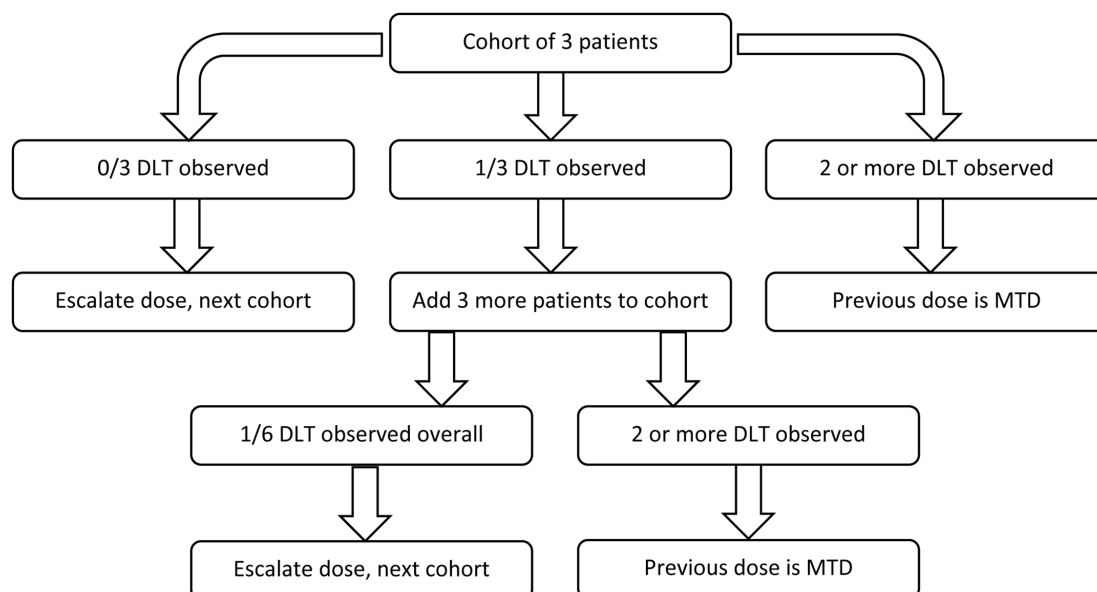 Cohort of 3 patients
0/3 DLT observed
1/3 DLT observed
2 or more DLT observed
Escalate dose, next cohort
Add 3 more patients to cohort
Previous dose is MTD
1/6 DLT observed overall
2 or more DLT observed
Escalate dose, next cohort
Previous dose is MTD